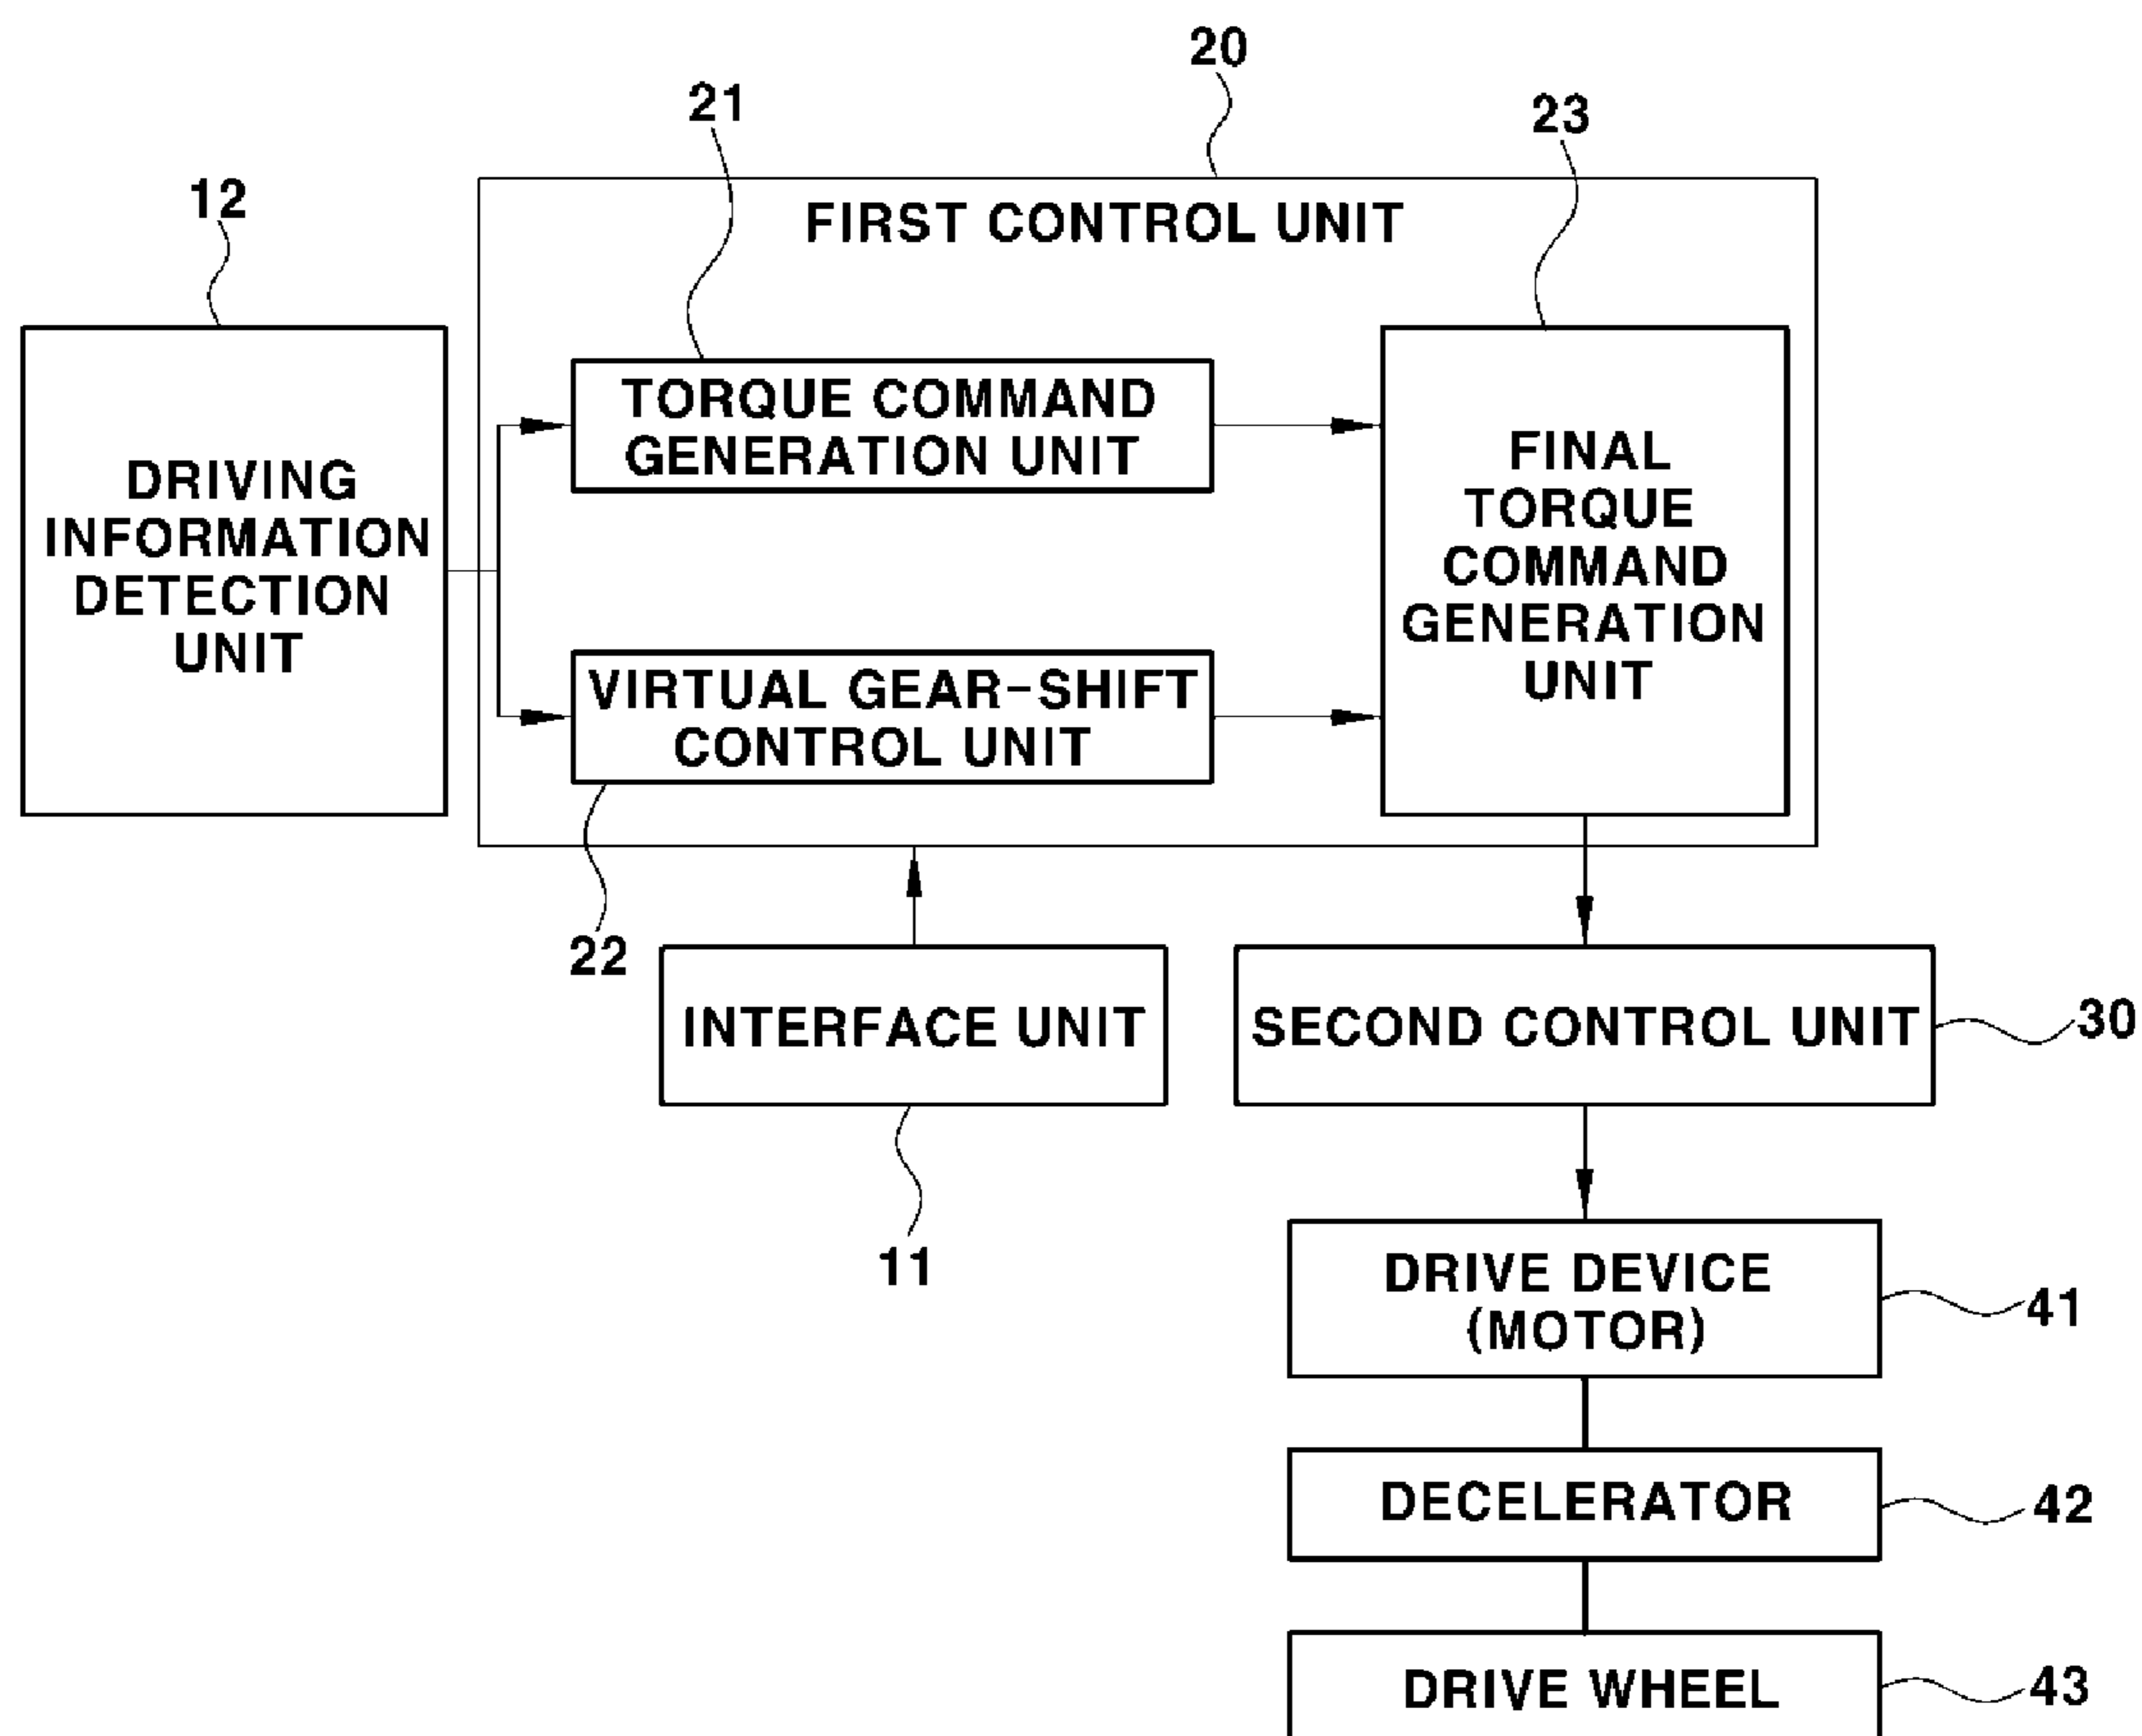 20
21
23
12
FIRST CONTROL UNIT
DRIVING
INFORMATION
DETECTION
UNIT
TORQUE COMMAND
GENERATION UNIT
VIRTUAL GEAR-SHIFT
CONTROL UNIT
FINAL
TORQUE
COMMAND
GENERATION
UNIT
22
INTERFACE UNIT
11
SECOND CONTROL UNIT
30
DRIVE DEVICE
(MOTOR)
41
DECELERATOR
42
DRIVE WHEEL
43